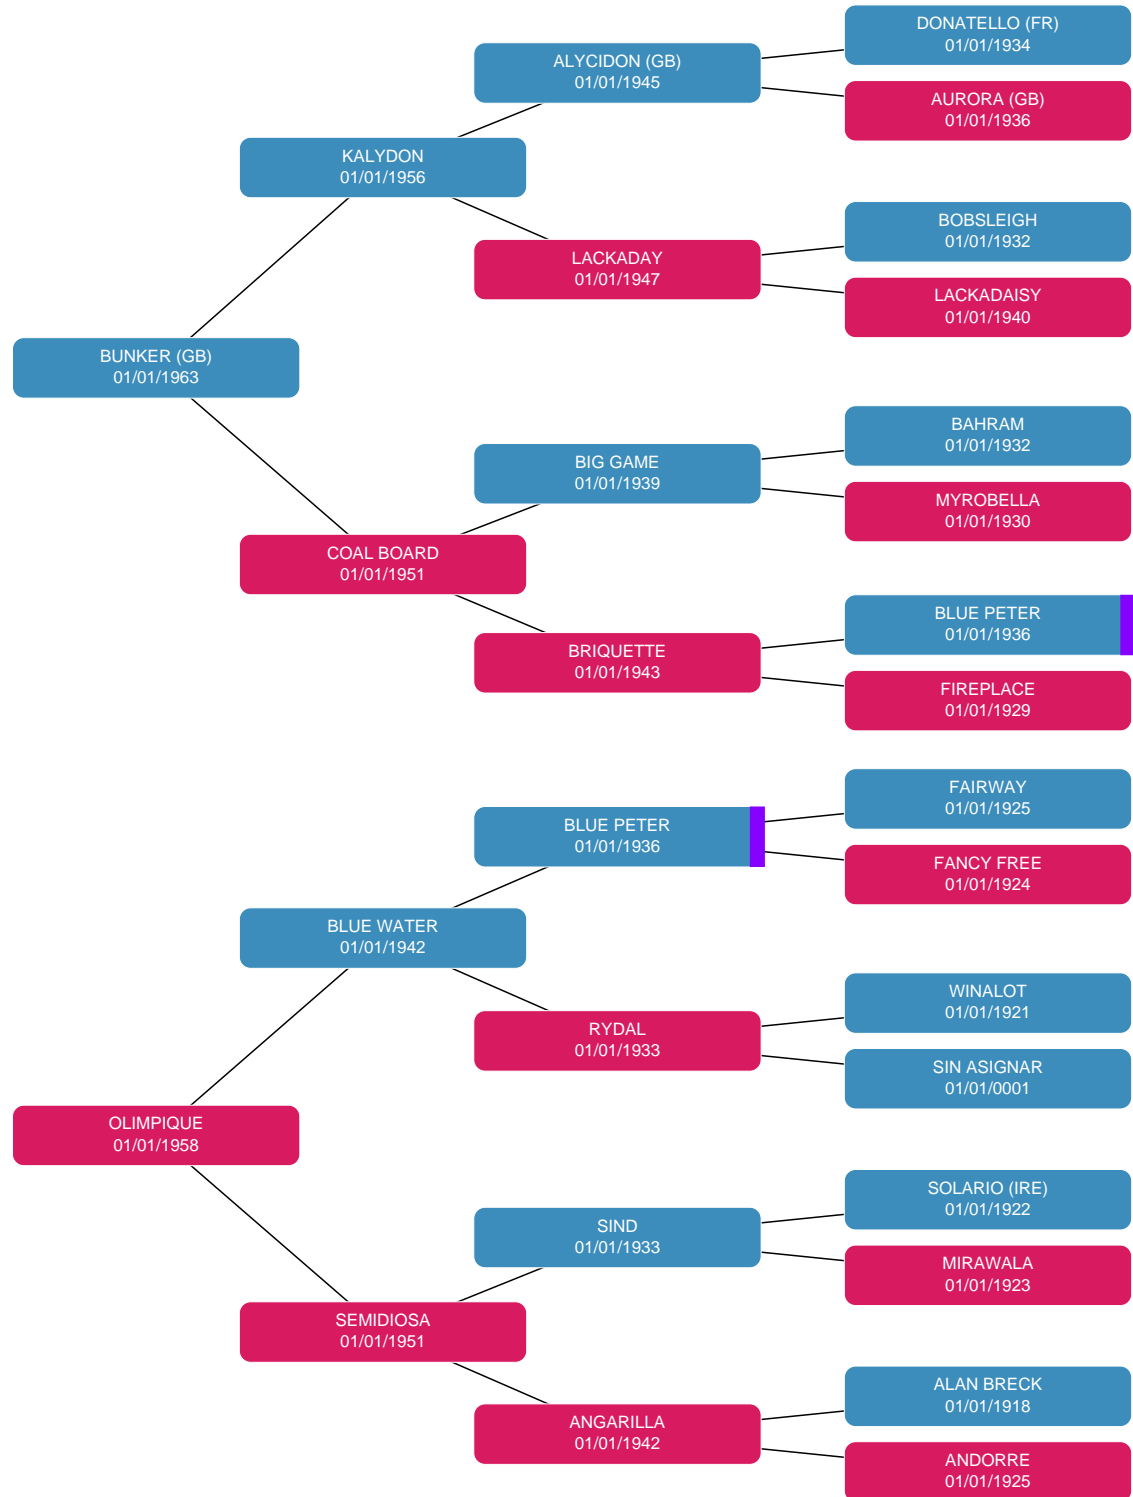 DONATELLO (FR)
01/01/1934
ALYCIDON (GB)
01/01/1945
AURORA (GB)
01/01/1936
KALYDON
01/01/1956
BOBSLEIGH
01/01/1932
LACKADAY
01/01/1947
LACKADAISY
01/01/1940
BUNKER (GB)
01/01/1963
BAHRAM
01/01/1932
BIG GAME
01/01/1939
MYROBELLA
01/01/1930
COAL BOARD
01/01/1951
BLUE PETER
01/01/1936
BRIQUETTE
01/01/1943
FIREPLACE
01/01/1929
FAIRWAY
01/01/1925
BLUE PETER
01/01/1936
FANCY FREE
01/01/1924
BLUE WATER
01/01/1942
WINALOT
01/01/1921
RYDAL
01/01/1933
SIN ASIGNAR
01/01/0001
OLIMPIQUE
01/01/1958
SOLARIO (IRE)
01/01/1922
SIND
01/01/1933
MIRAWALA
01/01/1923
SEMIDIOSA
01/01/1951
ALAN BRECK
01/01/1918
ANGARILLA
01/01/1942
ANDORRE
01/01/1925